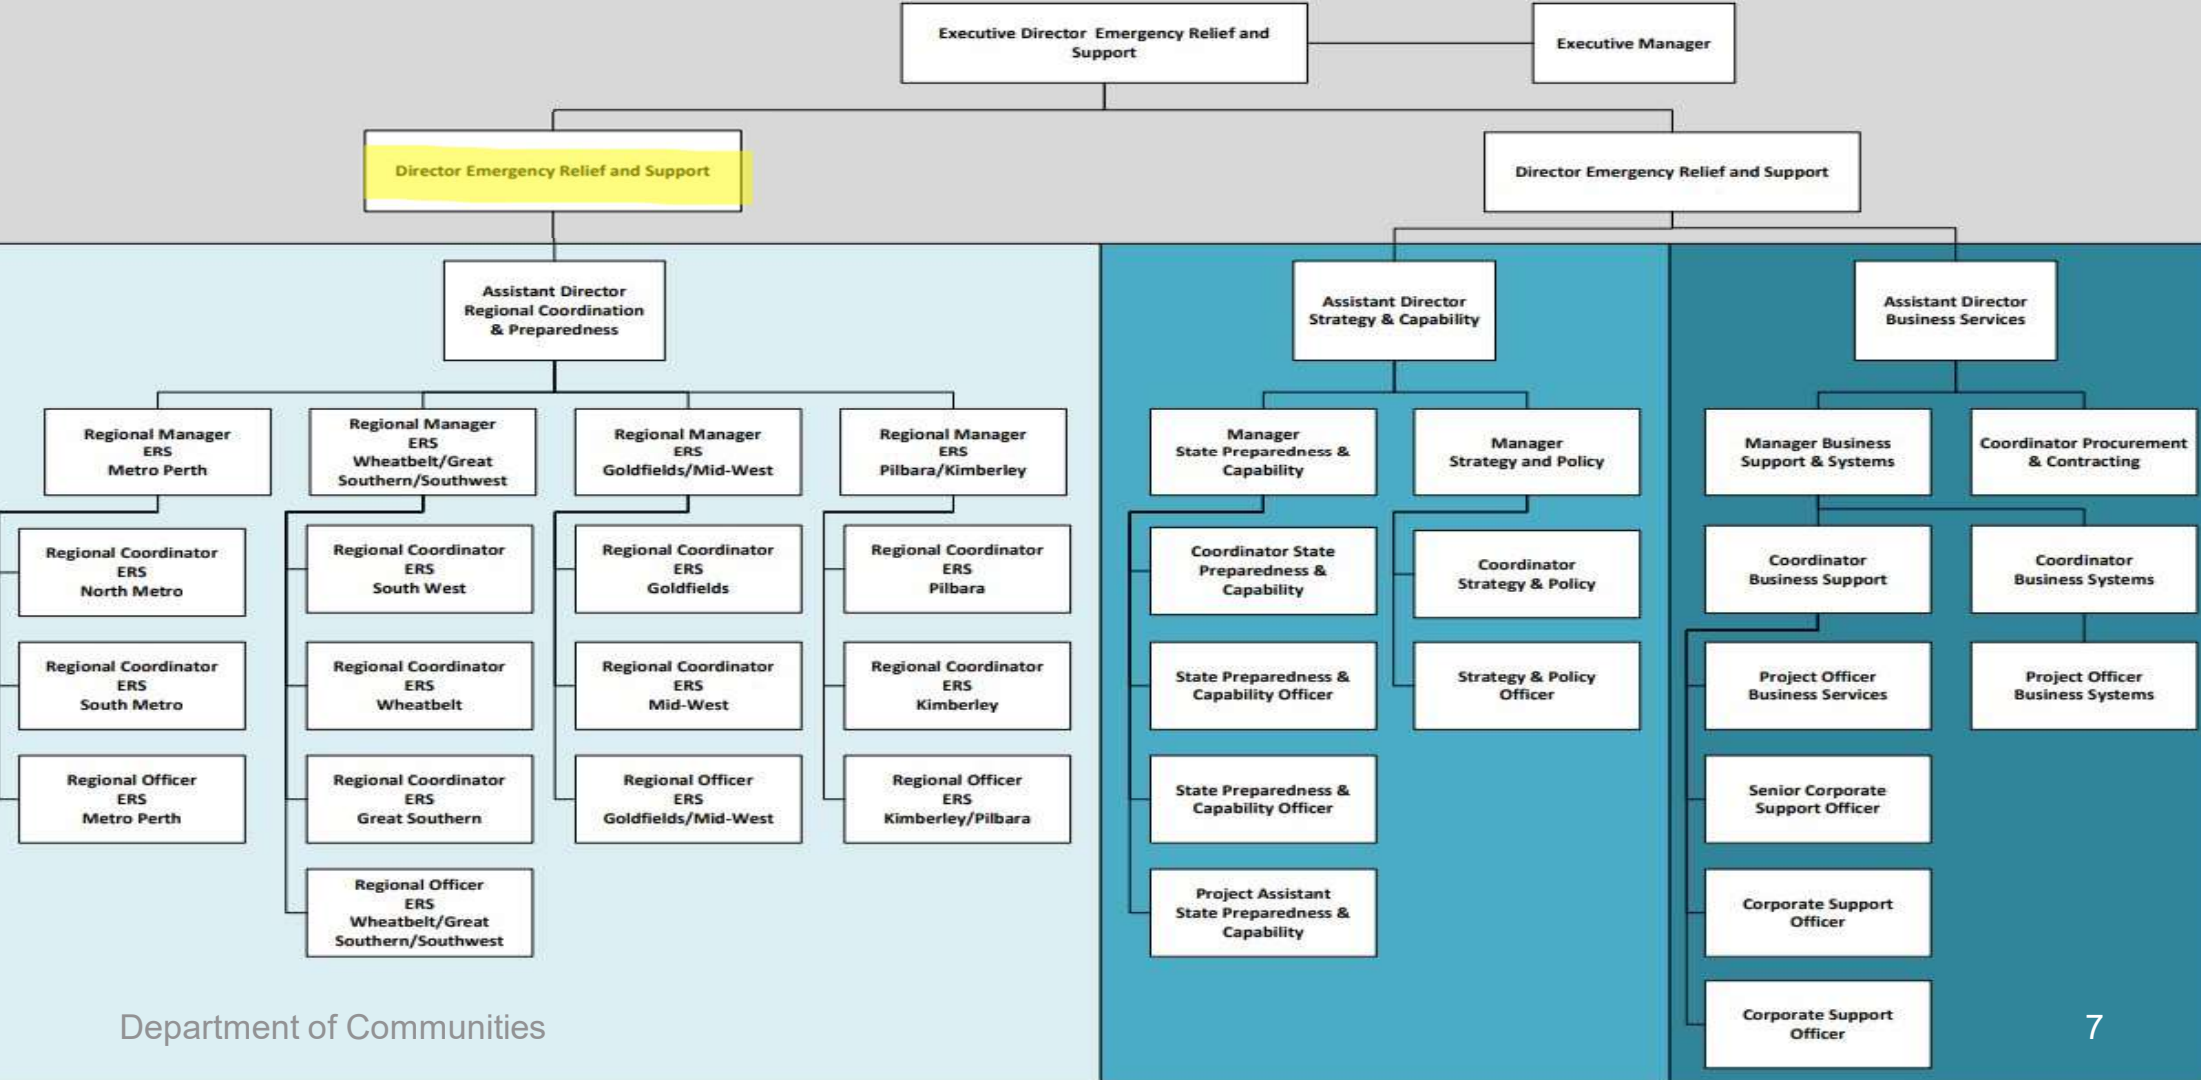 Executive Director Emergency Relief and
Support
Executive Manager
Director Emergency Relief and Support
Director Emergency Relief and Support
Assistant Director
Regional Coordination
& Preparedness
Assistant Director
Strategy & Capability
Assistant Director
Business Services
Regional Manager
ERS
Metro Perth
Regional Manager
ERS
Wheatbelt/Great
Southern/Southwest
Regional Manager
ERS
Goldfields/Mid-West
Regional Manager
ERS
Pilbara/Kimberley
Manager
State Preparedness &
Capability
Manager
Strategy and Policy
Manager Business
Support & Systems
Coordinator Procurement
& Contracting
Regional Coordinator
ERS
North Metro
Regional Coordinator
ERS
South West
Regional Coordinator
ERS
Goldfields
Regional Coordinator
ERS
Pilbara
Coordinator State
Preparedness &
Capability
Coordinator
Strategy & Policy
Coordinator
Business Support
Coordinator
Business Systems
Regional Coordinator
ERS
South Metro
Regional Coordinator
ERS
Wheatbelt
Regional Coordinator
ERS
Mid-West
Regional Coordinator
ERS
Kimberley
State Preparedness &
Capability Officer
Strategy & Policy
Officer
Project Officer
Business Services
Project Officer
Business Systems
Regional Officer
ERS
Metro Perth
Regional Coordinator
ERS
Great Southern
Regional Officer
ERS
Goldfields/Mid-West
Regional Officer
ERS
Kimberley/Pilbara
State Preparedness &
Capability Officer
Senior Corporate
Support Officer
Regional Officer
ERS
Wheatbelt/Great
Southern/Southwest
Project Assistant
State Preparedness &
Capability
Corporate Support
Officer
Corporate Support
Officer
Department of Communities
7